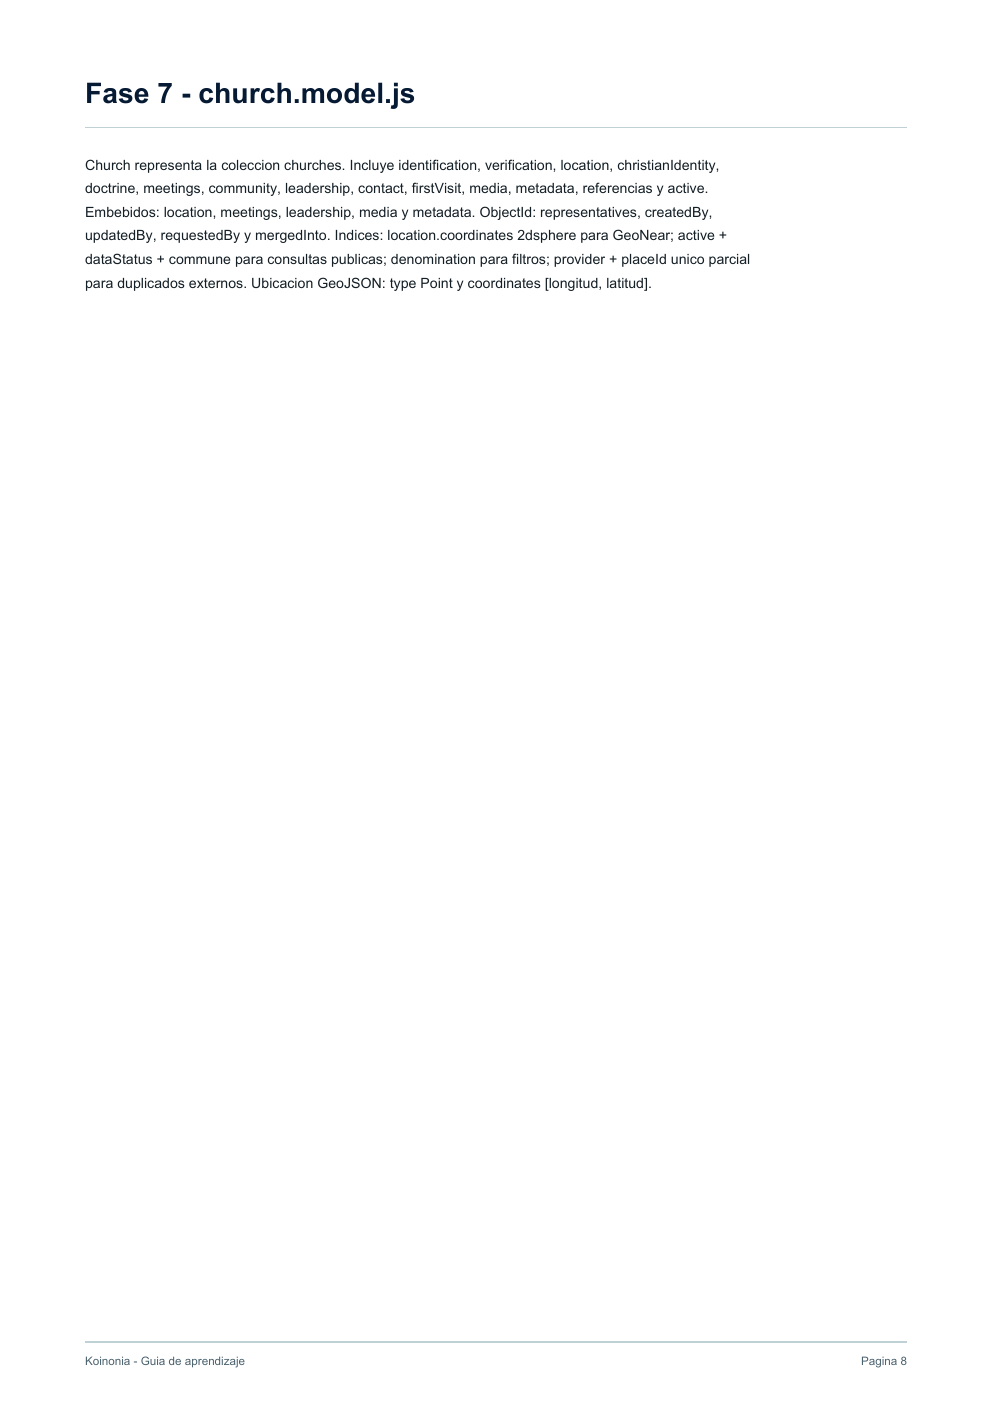 Fase 7 - church.model.js
Church representa la coleccion churches. Incluye identification, verification, location, christianIdentity,
doctrine, meetings, community, leadership, contact, firstVisit, media, metadata, referencias y active.
Embebidos: location, meetings, leadership, media y metadata. ObjectId: representatives, createdBy,
updatedBy, requestedBy y mergedInto. Indices: location.coordinates 2dsphere para GeoNear; active +
dataStatus + commune para consultas publicas; denomination para filtros; provider + placeId unico parcial
para duplicados externos. Ubicacion GeoJSON: type Point y coordinates [longitud, latitud].
Koinonia - Guia de aprendizaje
Pagina 8